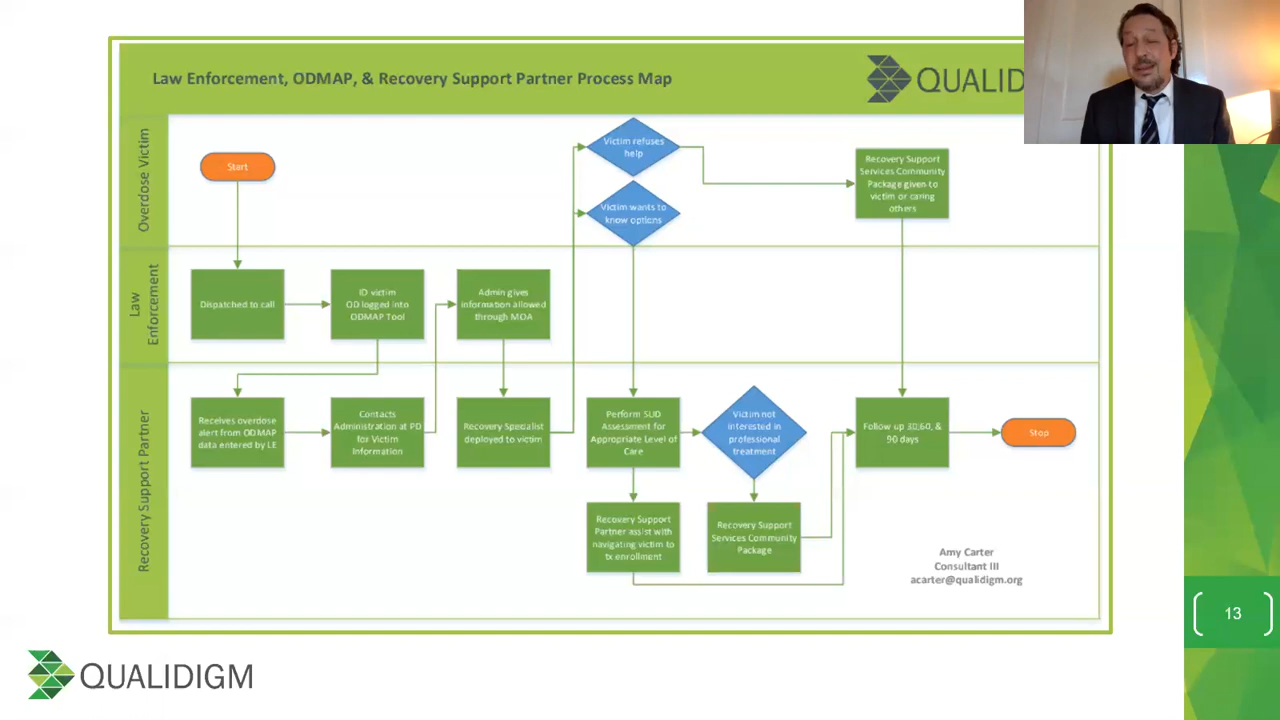 Law Enforcement, ODMAP, & Recovery Support Partner Process Map
QUALID
Overdose Victim
Start
Victim refuses
help
Victim wants to
know options
Recovery Support
Services Community
Package given to
victim or caring
others
Law
Enforcement
Dispatched to call
ID victim
OD logged into
ODMAP Tool
Admin gives
information allowed
through MOA
Recovery Support Partner
Receives overdose
alert from ODMAP
data entered by LE
Contacts
Administration at PD
for Victim
Information
Recovery Specialist
deployed to victim
Perform SUD
Assessment for
Appropriate Level of
Care
Victim not
interested in
professional
treatment
Follow up 30,60, &
90 days
Stop
Recovery Support
Partner assist with
navigating victim to
tx enrollment
Recovery Support
Services Community
Package
Amy Carter
Consultant III
acarter@qualidigm.org
13
QUALIDIGM